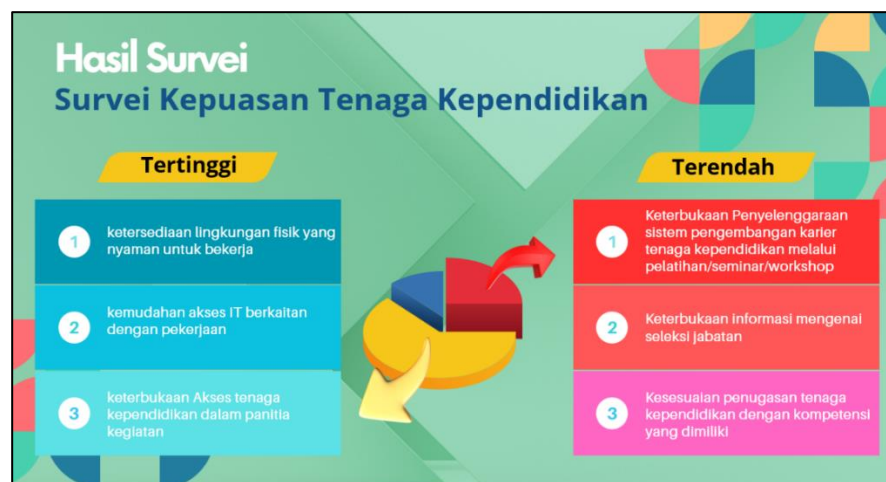 Hasil Survei
Survei Kepuasan Tenaga Kependidikan
Tertinggi
1
ketersediaan lingkungan fisik yang
nyaman untuk bekerja
2
kemudahan akses IT berkaitan
dengan pekerjaan
3
keterbukaan Akses tenaga
kependidikan dalam panitia
kegiatan
Terendah
1
Keterbukaan Penyelenggaraan
sistem pengembangan karier
tenaga kependidikan melalui
pelatihan/seminar/workshop
2
Keterbukaan informasi mengenai
seleksi jabatan
3
Kesesuaian penugasan tenaga
kependidikan dengan kompetensi
yang dimiliki